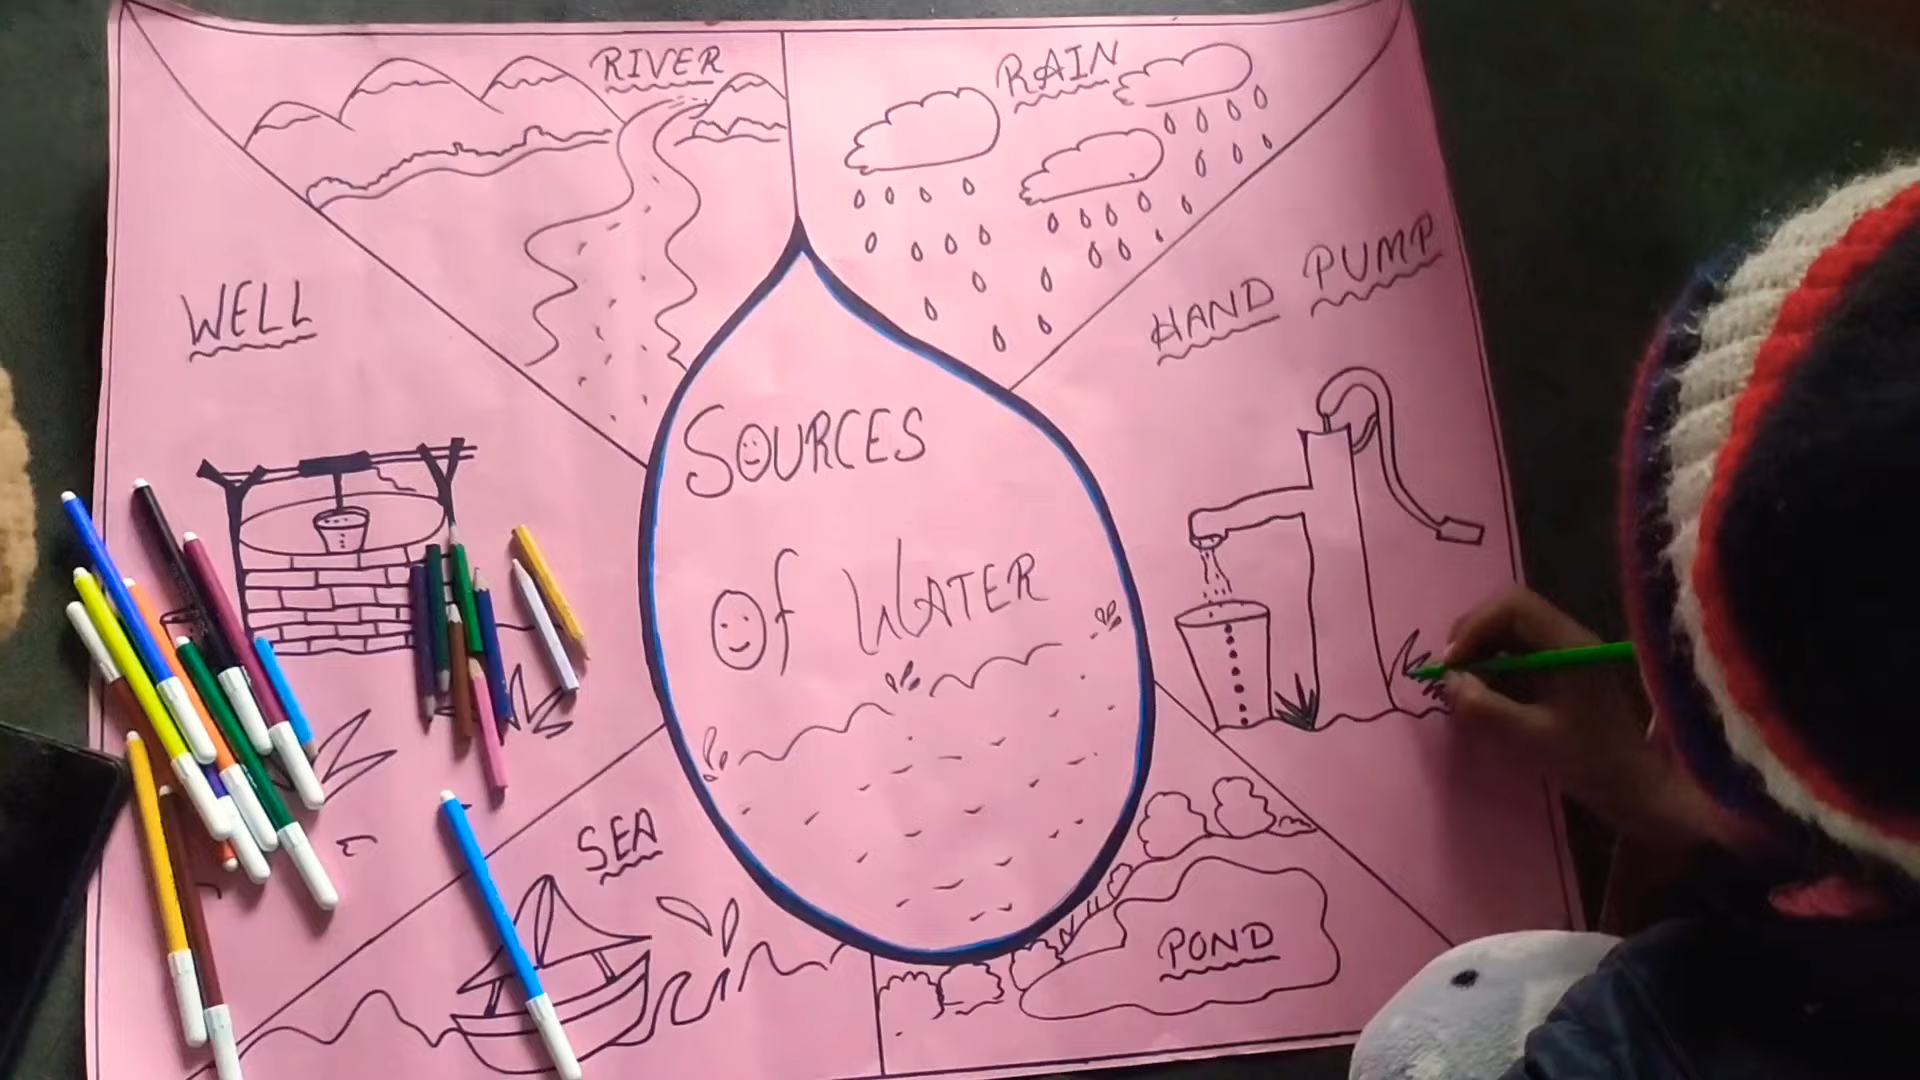 RIVER
RAIN
HAND PUMP
WELL
SOURCES
Of WATER
SEA
POND